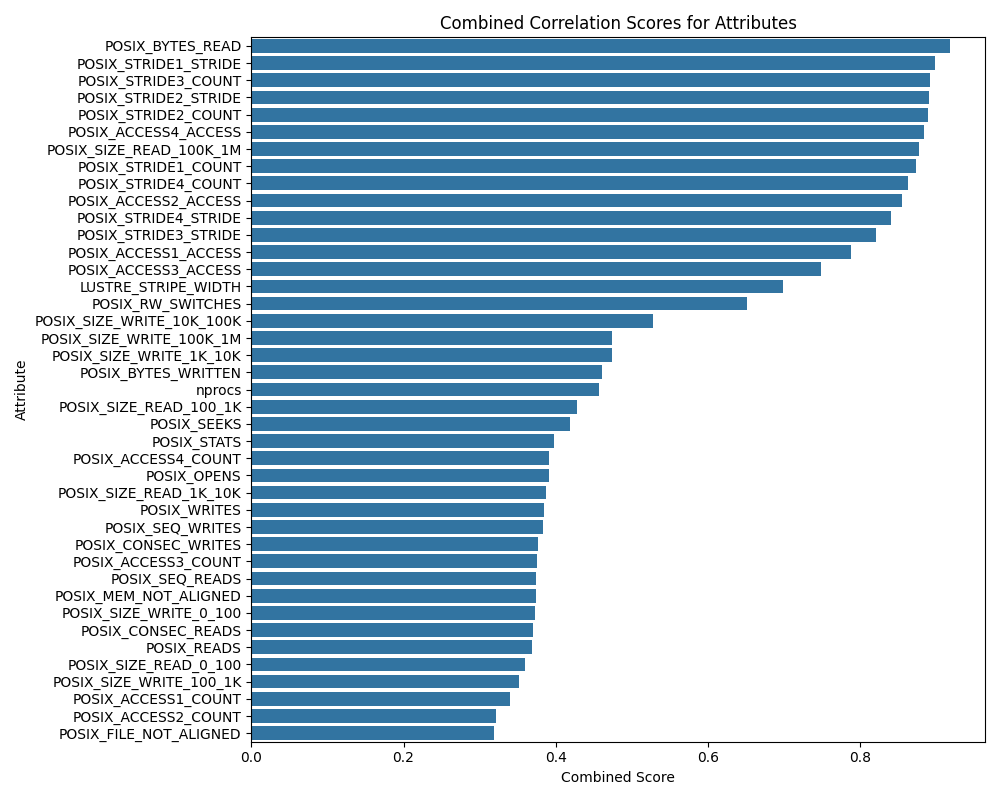 Combined Correlation Scores for Attributes
POSIX_BYTES_READ
POSIX_STRIDE1_STRIDE
POSIX_STRIDE3_COUNT
POSIX_STRIDE2_STRIDE
POSIX_STRIDE2_COUNT
POSIX_ACCESS4_ACCESS
POSIX_SIZE_READ_100K_1M
POSIX_STRIDE1_COUNT
POSIX_STRIDE4_COUNT
POSIX_ACCESS2_ACCESS
POSIX_STRIDE4_STRIDE
POSIX_STRIDE3_STRIDE
POSIX_ACCESS1_ACCESS
POSIX_ACCESS3_ACCESS
LUSTRE_STRIPE_WIDTH
POSIX_RW_SWITCHES
POSIX_SIZE_WRITE_10K_100K
POSIX_SIZE_WRITE_100K_1M
POSIX_SIZE_WRITE_1K_10K
POSIX_BYTES_WRITTEN
nprocs
POSIX_SIZE_READ_100_1K
POSIX_SEEKS
POSIX_STATS
POSIX_ACCESS4_COUNT
POSIX_OPENS
POSIX_SIZE_READ_1K_10K
POSIX_WRITES
POSIX_SEQ_WRITES
POSIX_CONSEC_WRITES
POSIX_ACCESS3_COUNT
POSIX_SEQ_READS
POSIX_MEM_NOT_ALIGNED
POSIX_SIZE_WRITE_0_100
POSIX_CONSEC_READS
POSIX_READS
POSIX_SIZE_READ_0_100
POSIX_SIZE_WRITE_100_1K
POSIX_ACCESS1_COUNT
POSIX_ACCESS2_COUNT
POSIX_FILE_NOT_ALIGNED
Attribute
0.0 0.2 0.4 0.6 0.8
Combined Score